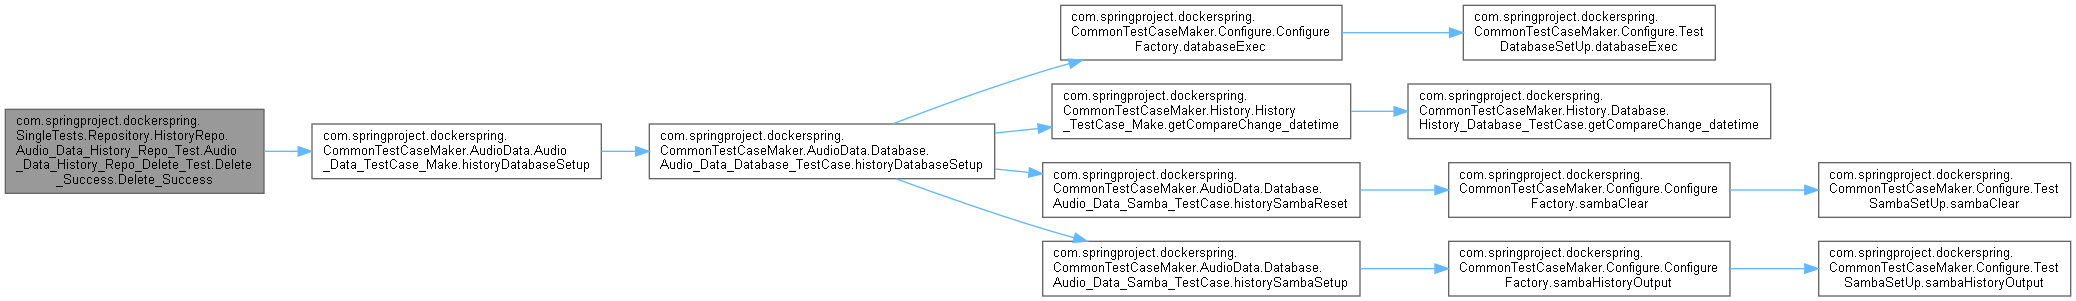 com.springproject.dockerspring.
SingleTests.Repository.HistoryRepo.
Audio_Data_History_Repo_Test.Audio
_Data_History_Repo_Delete_Test.Delete
_Success.Delete_Success
com.springproject.dockerspring.
CommonTestCaseMaker.AudioData.Audio
_Data_TestCase_Make.historyDatabaseSetup
com.springproject.dockerspring.
CommonTestCaseMaker.AudioData.Database.
Audio_Data_Database_TestCase.historyDatabaseSetup
com.springproject.dockerspring.
CommonTestCaseMaker.Configure.Configure
Factory.databaseExec
com.springproject.dockerspring.
CommonTestCaseMaker.Configure.Test
DatabaseSetUp.databaseExec
com.springproject.dockerspring.
CommonTestCaseMaker.History.History
_TestCase_Make.getCompareChange_datetime
com.springproject.dockerspring.
CommonTestCaseMaker.History.Database.
History_Database_TestCase.getCompareChange_datetime
com.springproject.dockerspring.
CommonTestCaseMaker.AudioData.Database.
Audio_Data_Samba_TestCase.historySambaReset
com.springproject.dockerspring.
CommonTestCaseMaker.Configure.Configure
Factory.sambaClear
com.springproject.dockerspring.
CommonTestCaseMaker.Configure.Test
SambaSetUp.sambaClear
com.springproject.dockerspring.
CommonTestCaseMaker.AudioData.Database.
Audio_Data_Samba_TestCase.historySambaSetup
com.springproject.dockerspring.
CommonTestCaseMaker.Configure.Configure
Factory.sambaHistoryOutput
com.springproject.dockerspring.
CommonTestCaseMaker.Configure.Test
SambaSetUp.sambaHistoryOutput